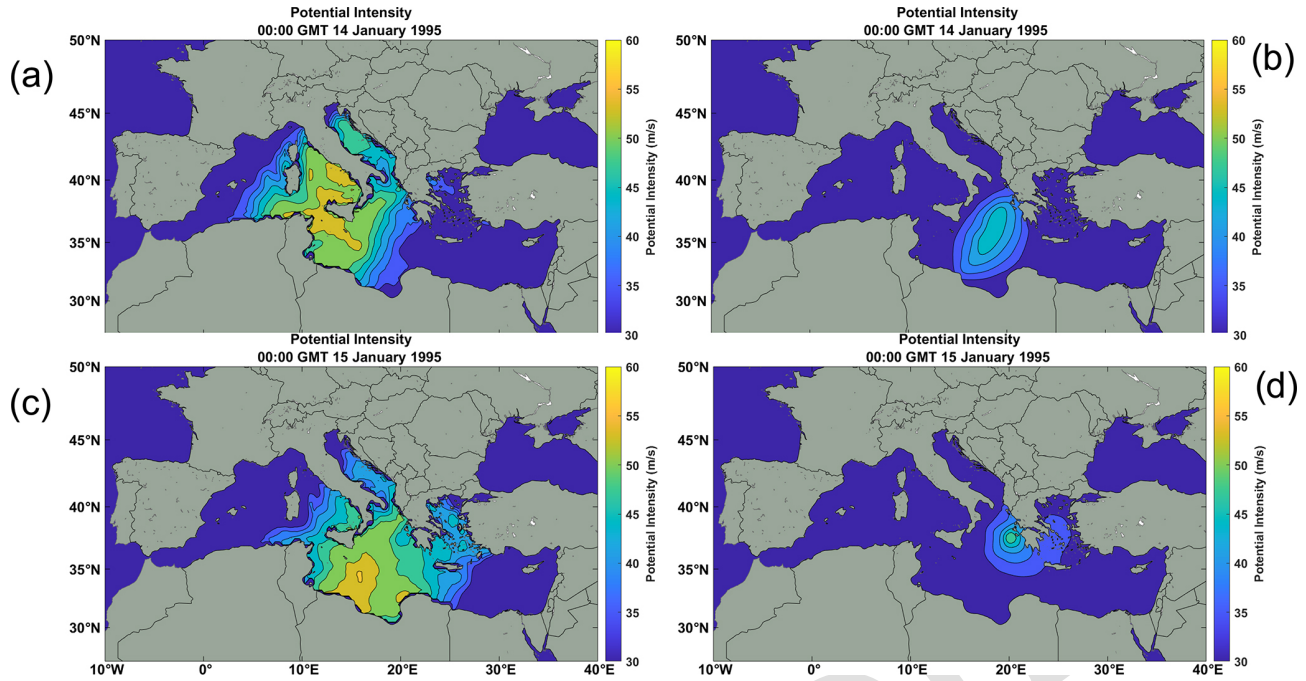 Potential Intensity
00:00 GMT 14 January 1995
(a)
50°N
45°N
40°N
35°N
30°N
60
55
50
45
40
35
30
Potential Intensity (m/s)
Potential Intensity
00:00 GMT 14 January 1995
(b)
50°N
45°N
40°N
35°N
30°N
60
55
50
45
40
35
30
Potential Intensity (m/s)
Potential Intensity
00:00 GMT 15 January 1995
(c)
50°N
45°N
40°N
35°N
30°N
10°W
0°
10°E
20°E
30°E
40°E
60
55
50
45
40
35
30
Potential Intensity (m/s)
Potential Intensity
00:00 GMT 15 January 1995
(d)
50°N
45°N
40°N
35°N
30°N
10°W
0°
10°E
20°E
30°E
40°E
60
55
50
45
40
35
30
Potential Intensity (m/s)